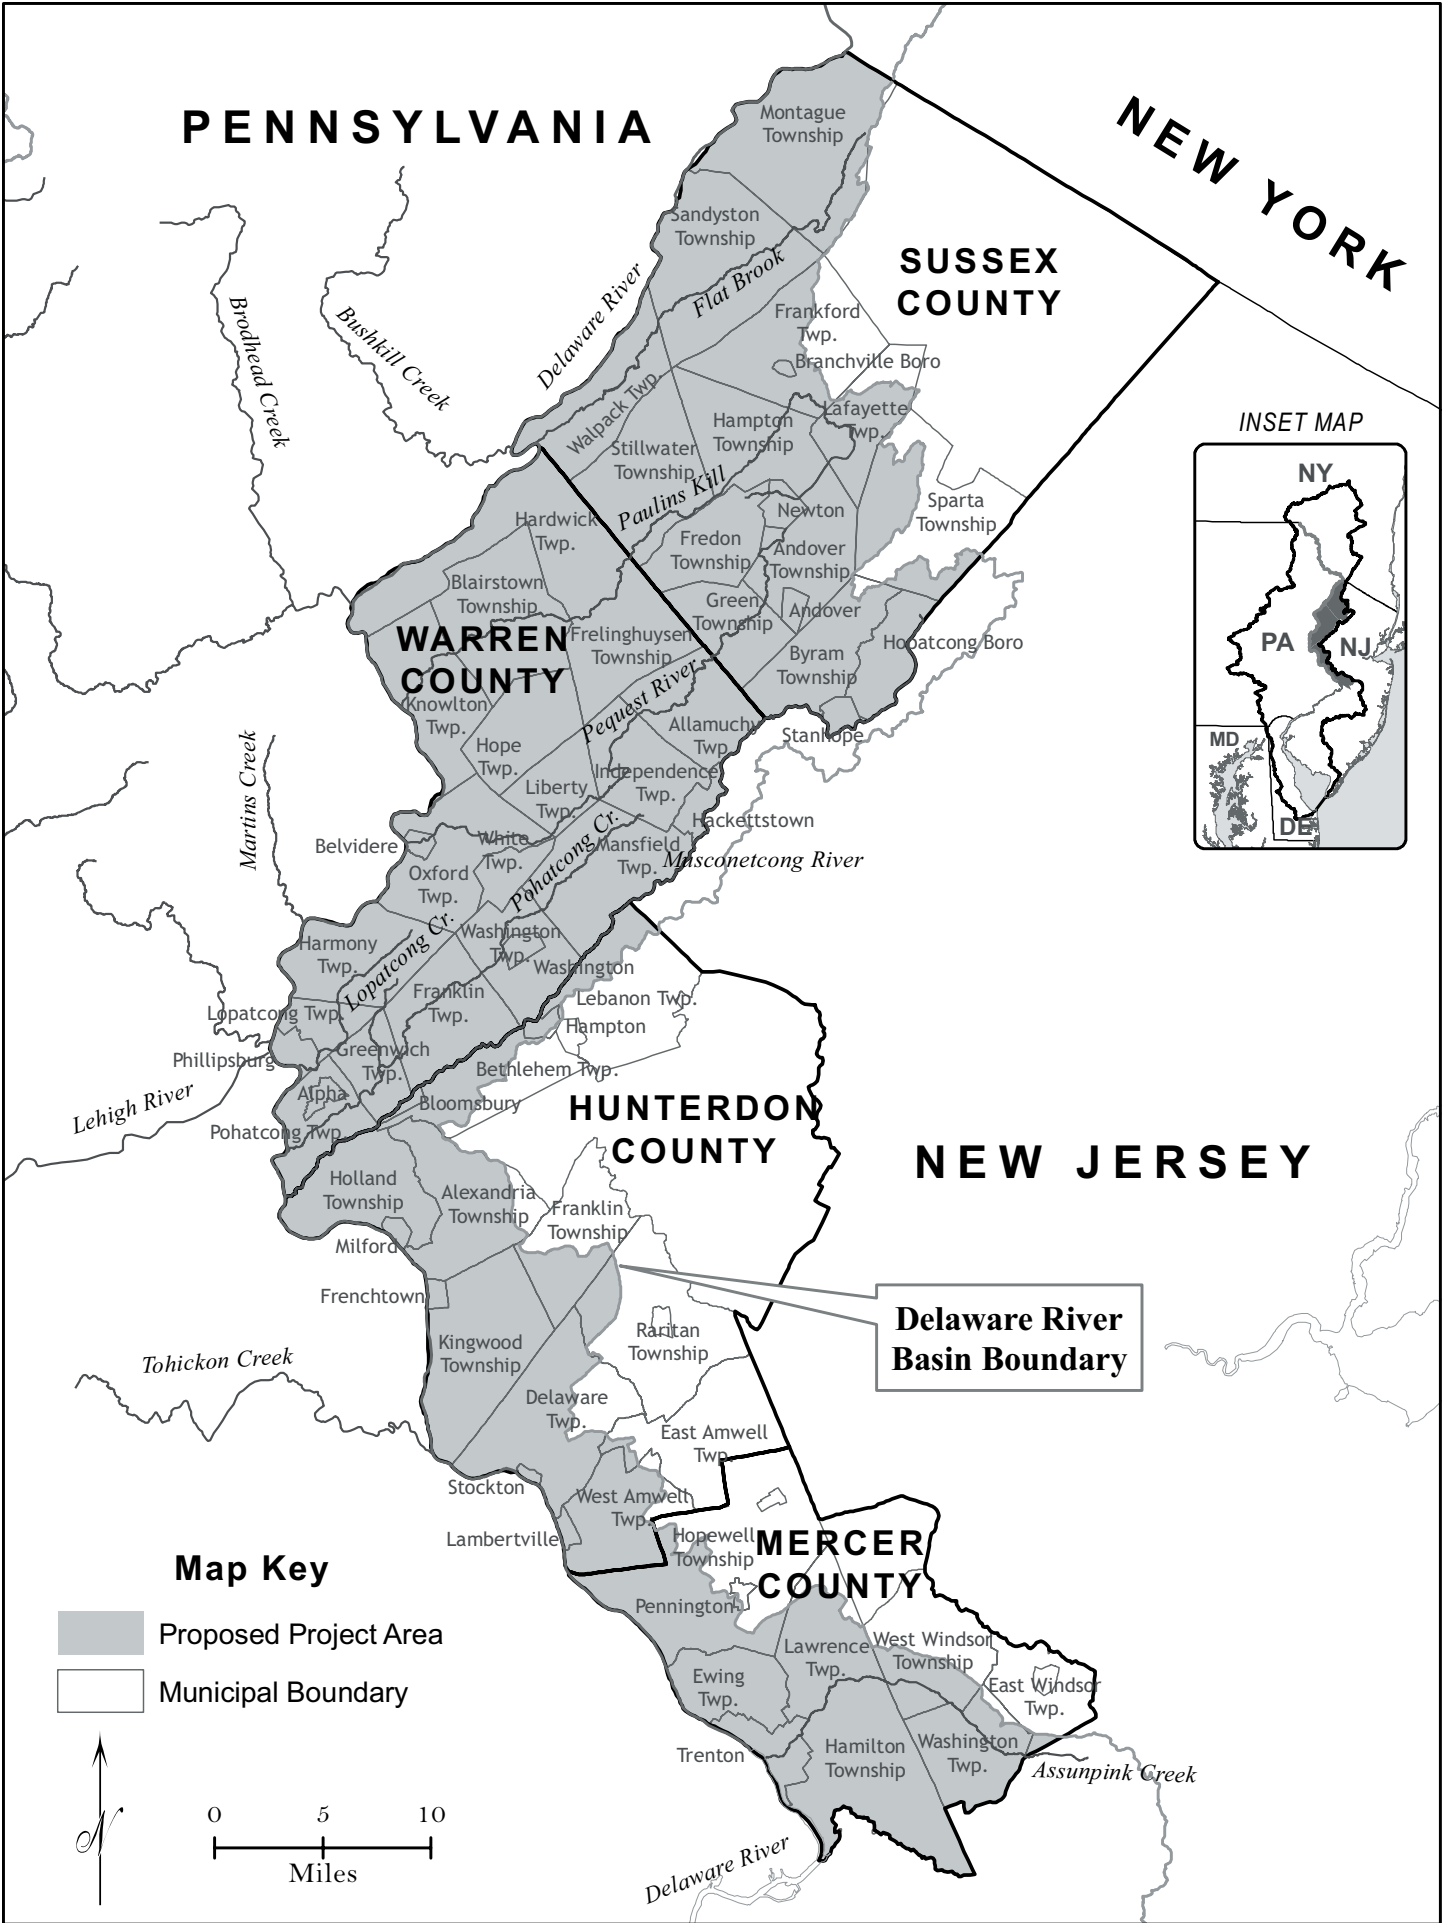 PENNSYLVANIA
NEW YORK
Montague
Township
Sandyston
Township
SUSSEX
COUNTY
Flat Brook
Delaware River
Brodhead Creek
Bushkill Creek
Frankford
Twp.
Branchville Boro
Walpack Twp.
Lafayette
Twp.
Hampton
Township
Stillwater
Township
Paulins Kill
INSET MAP
NY
PA
NJ
MD
DE
Newton
Sparta
Township
Hardwick
Twp.
Fredon
Township
Andover
Township
Blairstown
Township
Green
Township
Andover
WARREN
COUNTY
Frelinghuysen
Township
Hopatcong Boro
Byram
Township
Pequest River
Knowlton
Twp.
Allamuchy
Twp.
Stanhope
Hope
Twp.
Martins Creek
Independence
Twp.
Liberty
Twp.
Hackettstown
Belvidere
White
Twp.
Pohatcong Cr.
Mansfield
Twp.
Musconetcong River
Oxford
Twp.
Harmony
Twp.
Lopatcong Cr.
Washington
Twp.
Washington
Franklin
Twp.
Lebanon Twp.
Lopatcong Twp.
Hampton
Phillipsburg
Greenwich
Twp.
Bethlehem Twp.
Alpha
Bloomsbury
Lehigh River
Pohatcong Twp.
HUNTERDON
COUNTY
NEW JERSEY
Holland
Township
Alexandria
Township
Franklin
Township
Milford
Frenchtown
Delaware River
Basin Boundary
Raritan
Township
Kingwood
Township
Tohickon Creek
Delaware
Twp.
East Amwell
Twp.
Stockton
West Amwell
Twp.
Lambertville
Hopewell
Township
MERCER
COUNTY
Map Key
Proposed Project Area
Municipal Boundary
Pennington
Lawrence
Twp.
West Windsor
Township
Ewing
Twp.
East Windsor
Twp.
Trenton
Hamilton
Township
Washington
Twp.
Assunpink Creek
N
0 5 10
Miles
Delaware River